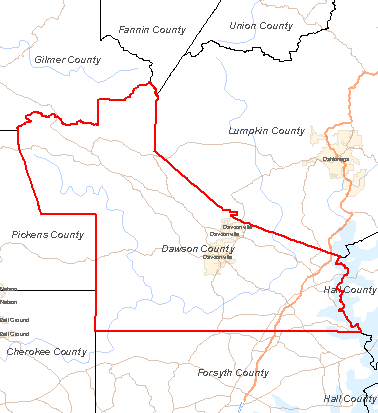 Union County
Fannin County
Gilmer County
Lumpkin County
Dahlonega
Dawsonville
Dawsonville
Pickens County
Dawson County
Dawsonville
Nelson
Hall County
Nelson
Ball Ground
Ball Ground
Cherokee County
Forsyth County
Hall County